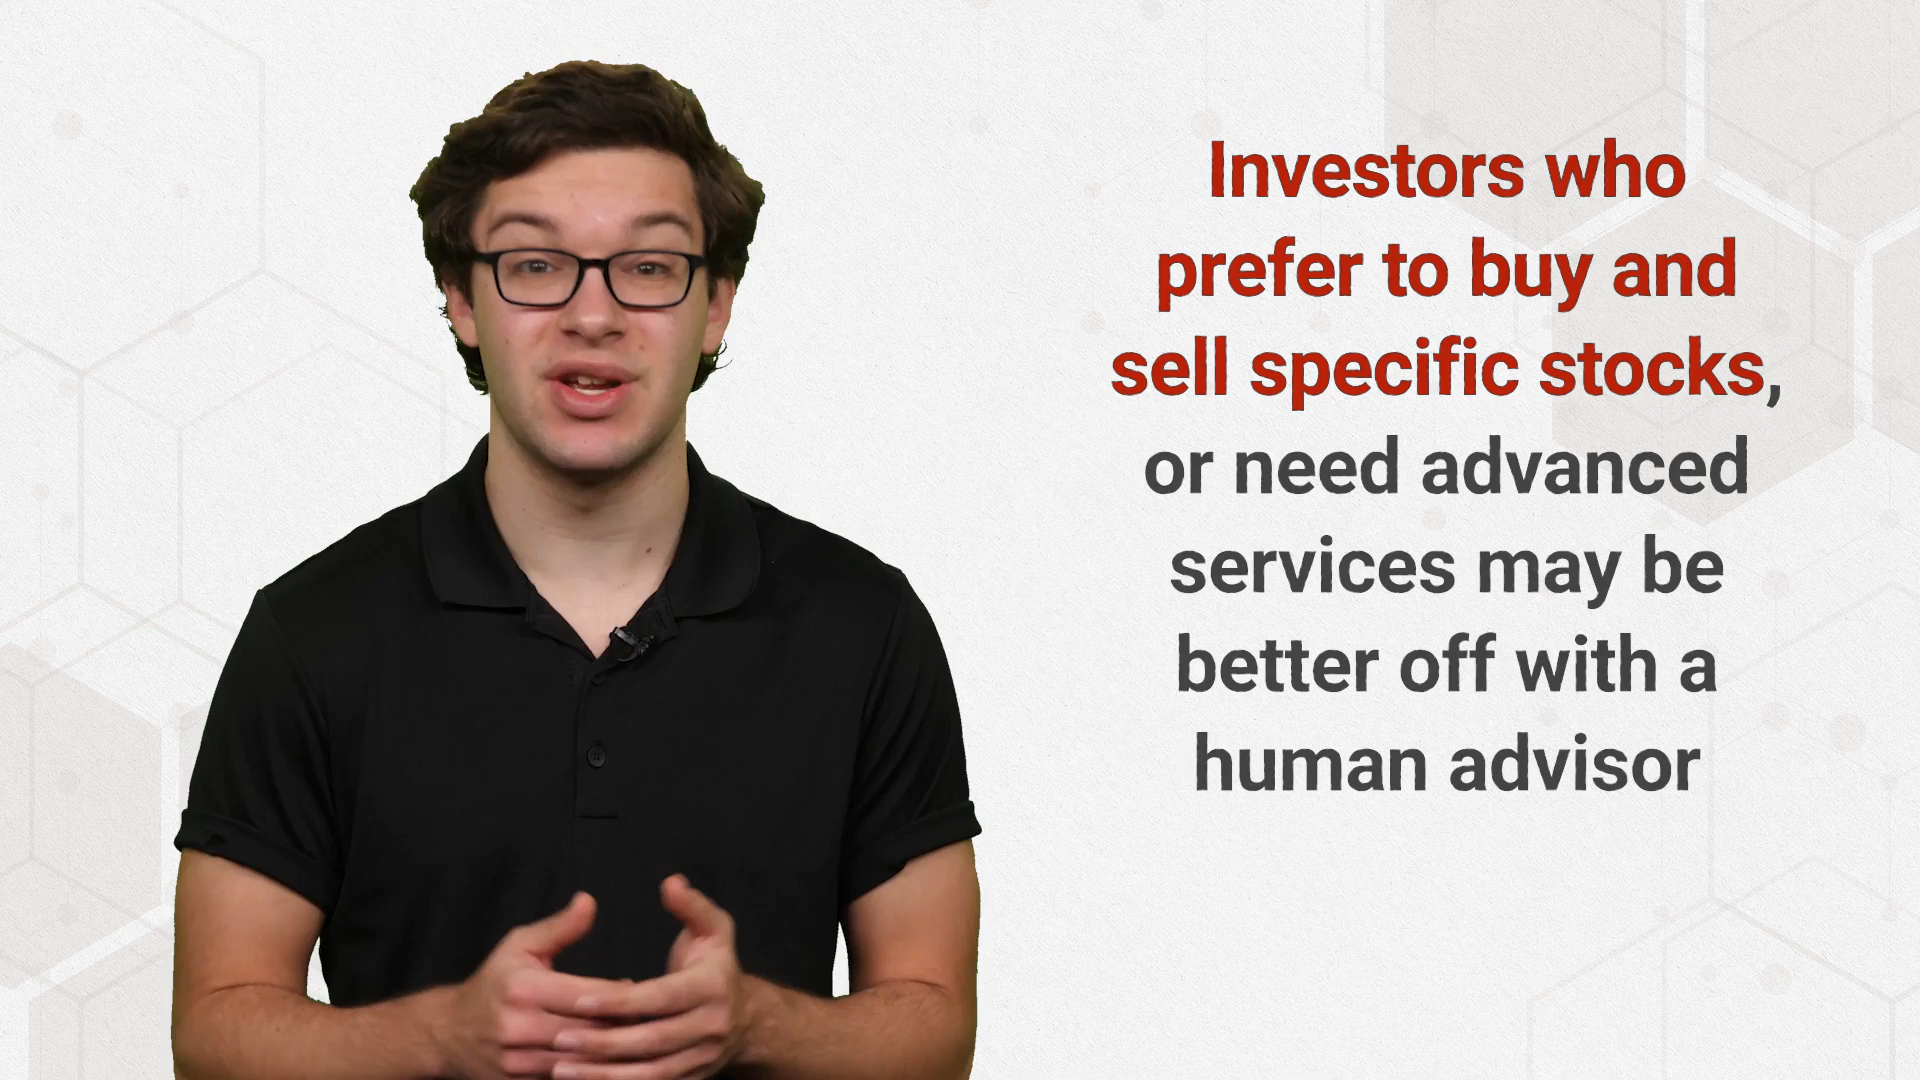 Investors who
prefer to buy and
sell specific stocks,
or need advanced
services may be
better off with a
human advisor